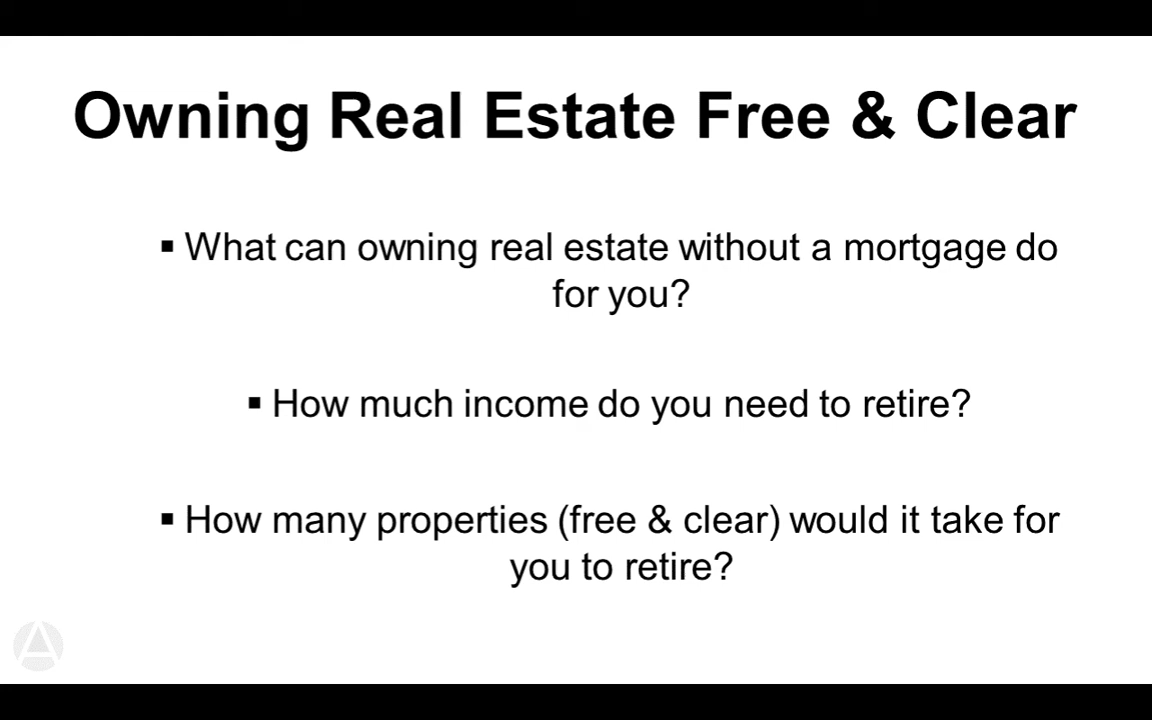 Owning Real Estate Free & Clear
▪ What can owning real estate without a mortgage do
for you?
▪ How much income do you need to retire?
▪ How many properties (free & clear) would it take for
you to retire?